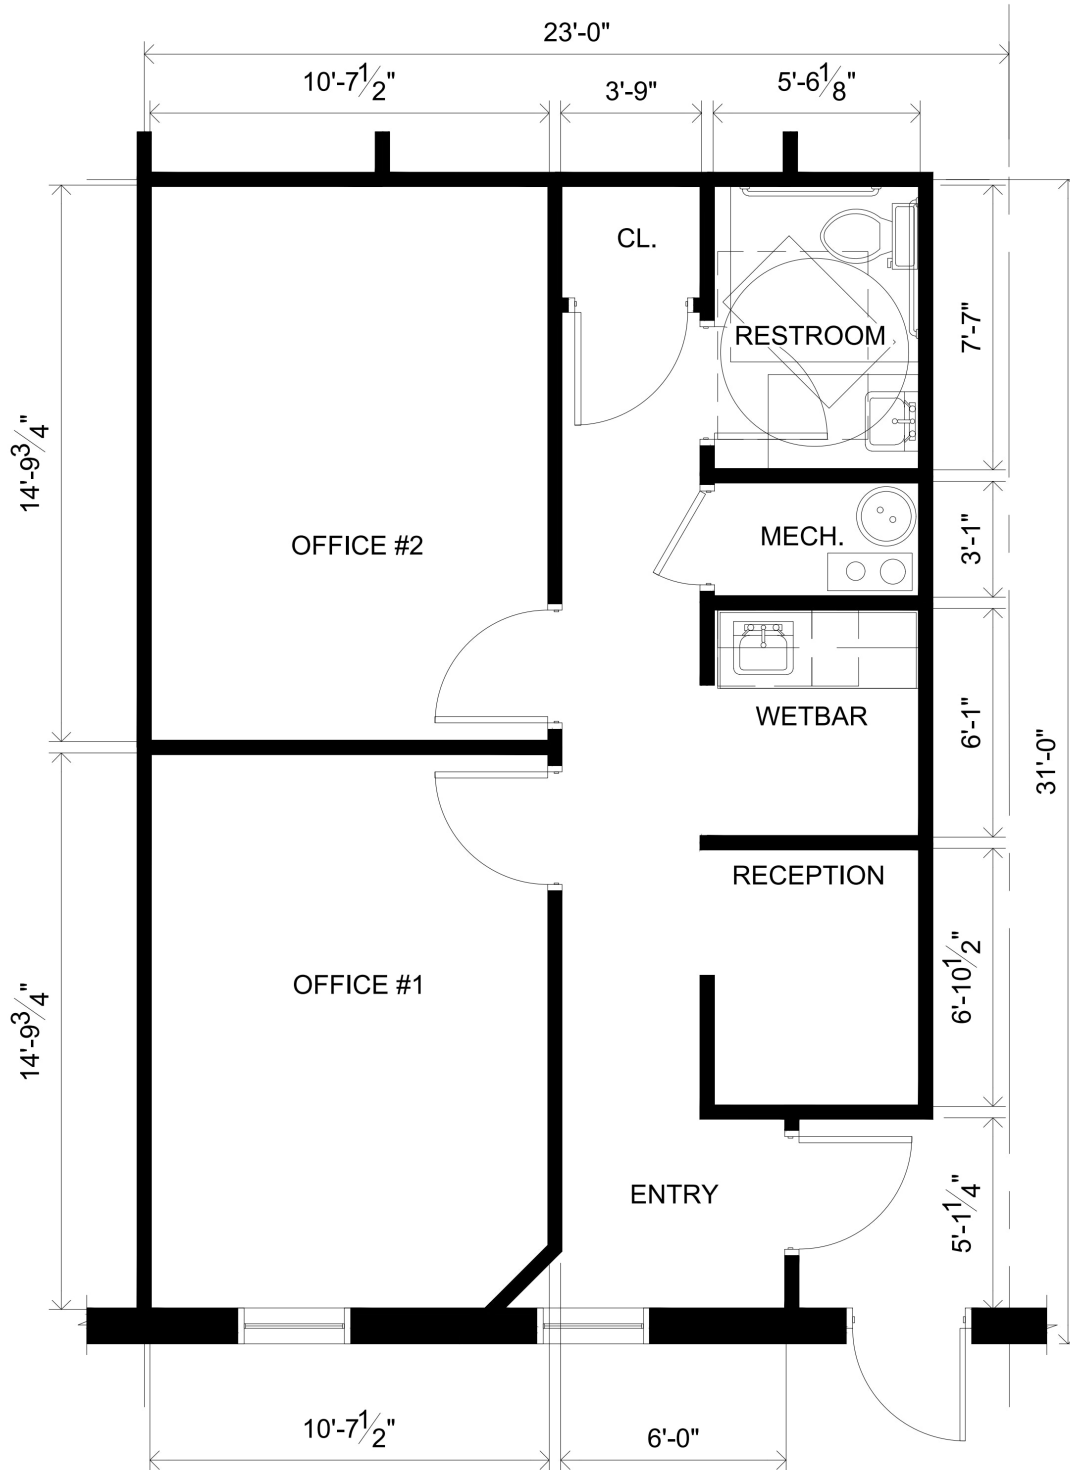 23'-0"
10'-7 1/2"
3'-9"
5'-6 1/8"
CL.
RESTROOM
7'-7"
14'-9 3/4"
OFFICE #2
MECH.
3'-1"
WETBAR
6'-1"
31'-0"
RECEPTION
6'-10 1/2"
OFFICE #1
14'-9 3/4"
ENTRY
5'-1 1/4"
10'-7 1/2"
6'-0"